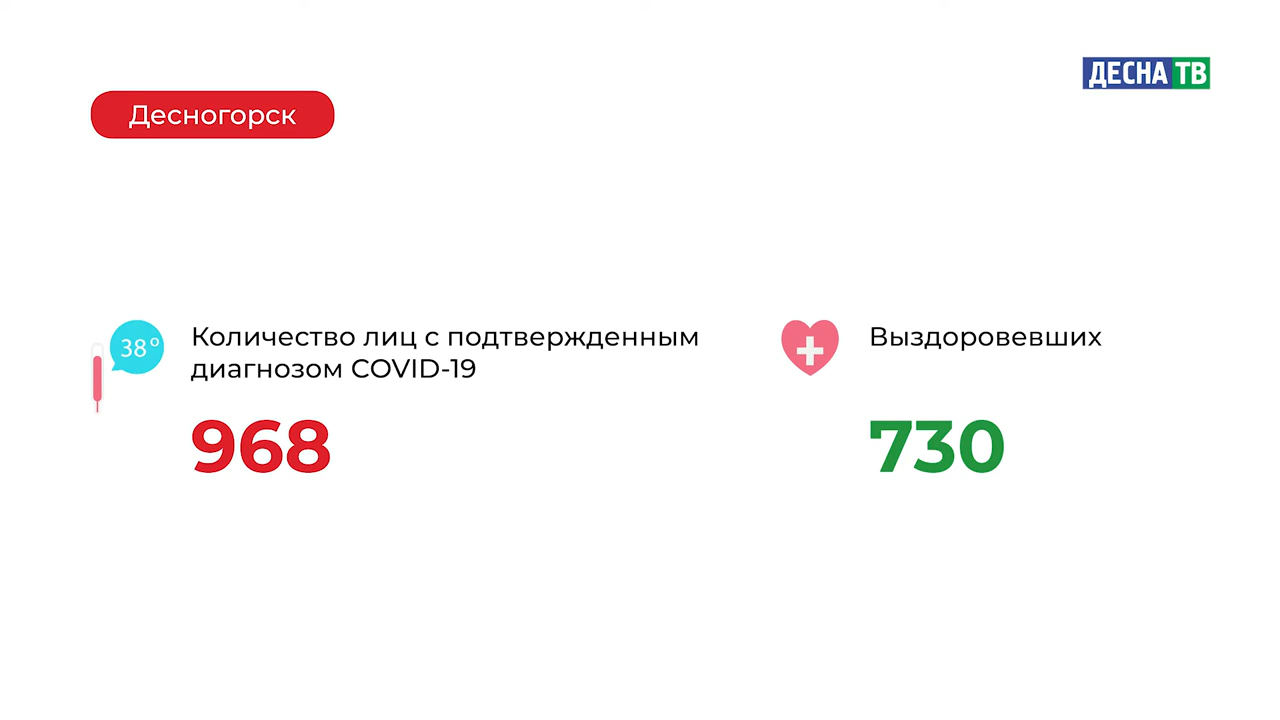 ДЕСНА ТВ
Десногорск
38°
Количество лиц с подтвержденным
диагнозом COVID-19
968
Выздоровевших
730